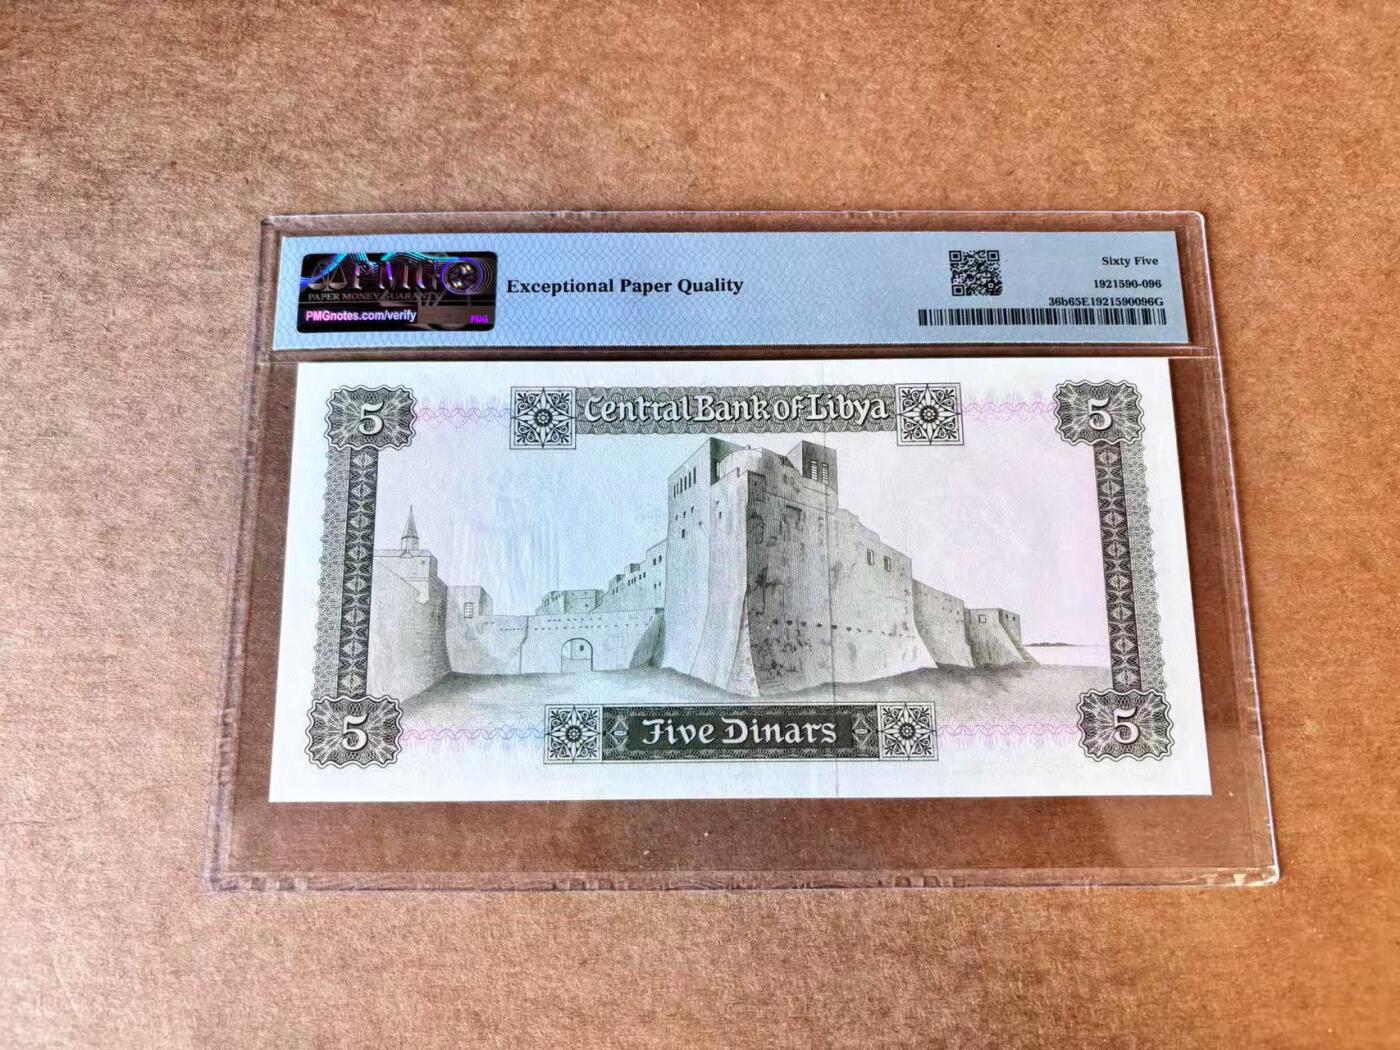 PMG
PAPER MONEY GUARANTY
PMGnotes.com/verify
PMG
Exceptional Paper Quality
Sixty Five
1921590-096
36b65E1921590096G
5
Central Bank of Libya
5
5
Five Dinars
5